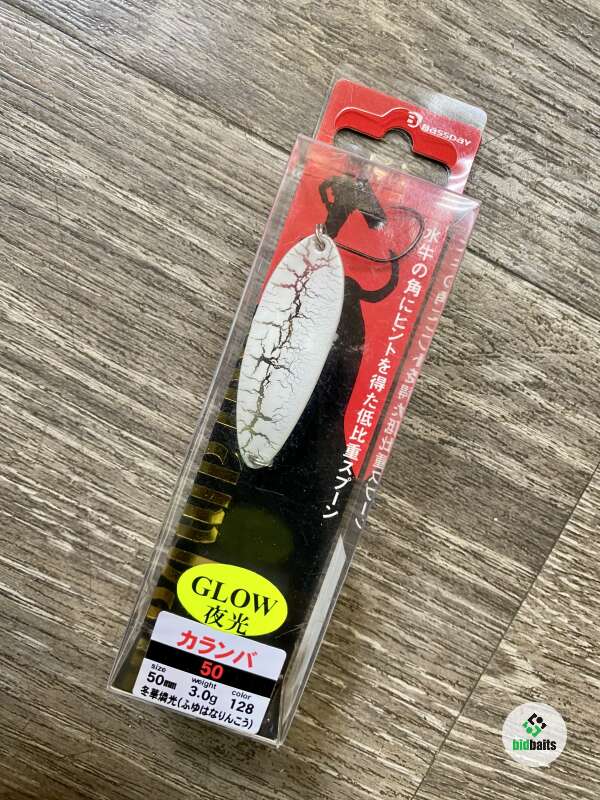 Bassday
水牛の角にヒントを得た低比重スプーン
GLOW
夜光
カランバ
50
size weight color
50mm 3.0g 128
冬華燐光(ふゆはなりんこう)
bidbaits